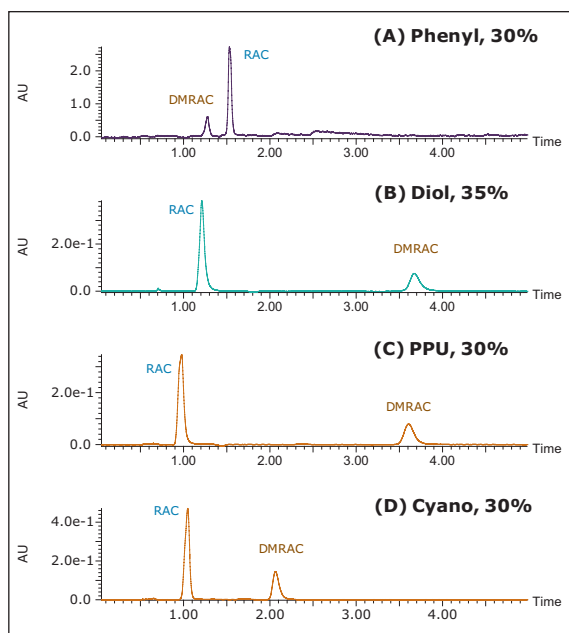 (A) Phenyl, 30%
RAC
DMRAC
AU
2.0
1.0
0.0
1.00
2.00
3.00
4.00
Time
(B) Diol, 35%
RAC
DMRAC
AU
2.0e-1
0.0
1.00
2.00
3.00
4.00
Time
(C) PPU, 30%
RAC
DMRAC
AU
2.0e-1
0.0
1.00
2.00
3.00
4.00
Time
(D) Cyano, 30%
RAC
DMRAC
AU
4.0e-1
2.0e-1
0.0
1.00
2.00
3.00
4.00
Time